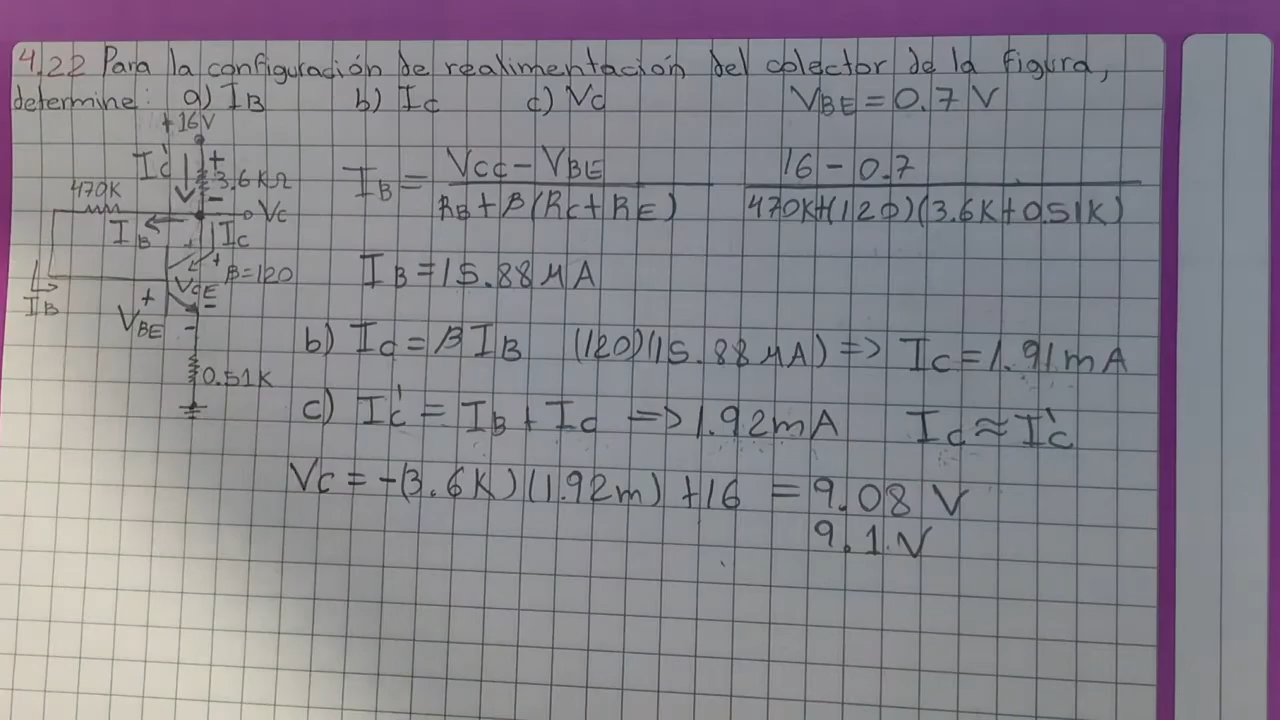 4.22 Para la configuración de realimentación del colector de la figura,
determine: a) IB b) Ic c) Vc VBE = 0.7 V
+16V
Ic' + 3.6 KΩ -
470K
Vc
IB Ic
+ β=120
VCE
IB + VBE - -
0.51K
IB = VCC - VBE / RB + β(RC + RE) 16 - 0.7 / 470K+(120)(3.6K+0.51K)
IB = 15.88 μA
b) Ic = β IB (120)(15.88 μA) => Ic = 1.91 mA
c) Ic' = IB + Ic => 1.92mA Ic ≈ Ic'
Vc = -(3.6K)(1.92m) + 16 = 9.08 V
9.1 V